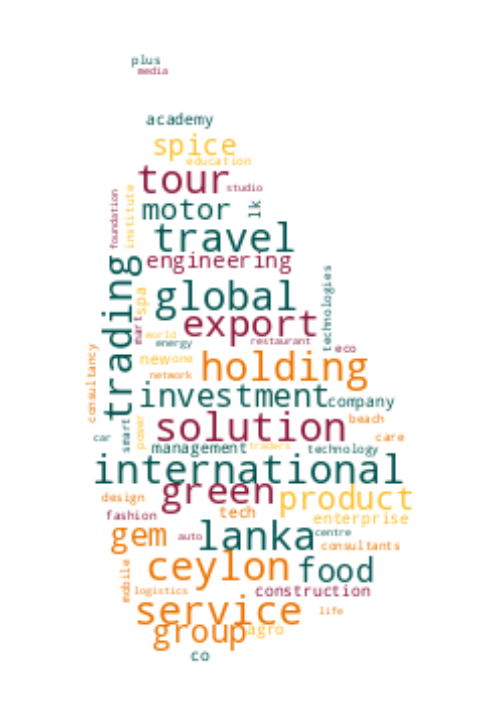 plus
media
academy
spice
education
tour
studio
foundation
institute
motor
lk
travel
engineering
trading
spa
global
technologies
mart
export
world
energy
restaurant
eco
consultancy
new
one
holding
network
investment
company
smart
power
solution
beach
car
care
management
traders
technology
international
green
product
design
fashion
tech
enterprise
gem
auto
lanka
centre
consultants
mobile
ceylon
food
logistics
construction
service
life
group
agro
co